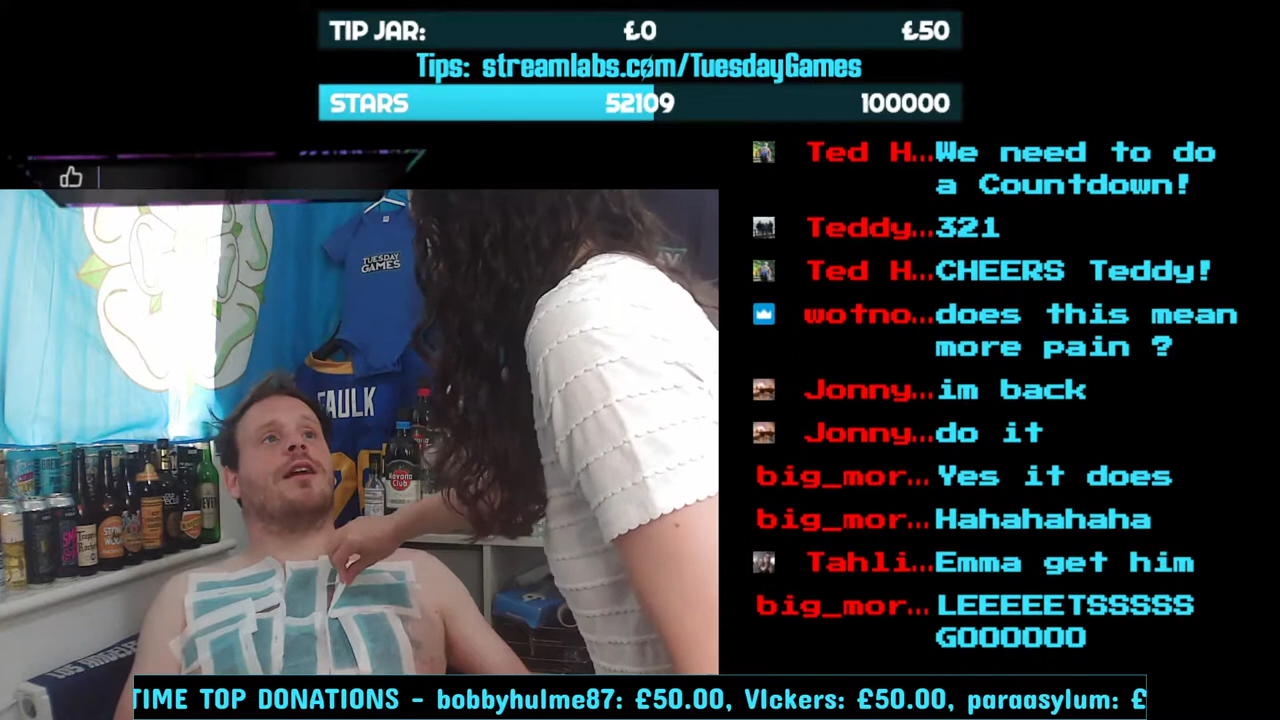 TIP JAR: £0 £50
Tips: streamlabs.com/TuesdayGames
STARS 52109 100000
Ted H... We need to do
a Countdown!
Teddy... 321
Ted H... CHEERS Teddy!
wotno... does this mean
more pain ?
Jonny... im back
Jonny... do it
big_mor... Yes it does
big_mor... Hahahahaha
Tahli... Emma get him
big_mor... LEEEEETSSSSS
GOOOOOO
TUESDAY
GAMES
FAULK
Havana
Club
TIME TOP DONATIONS - bobbyhulme87: £50.00, VIckers: £50.00, paraasylum: £